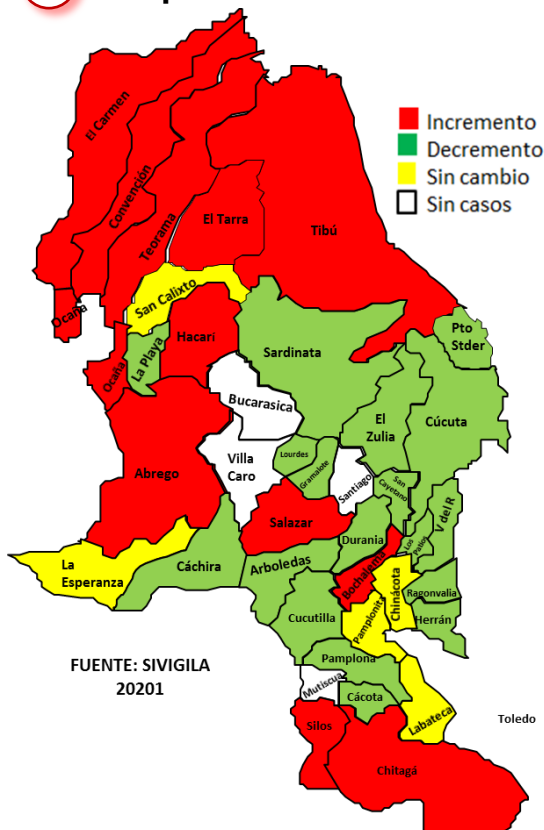 El Carmen
Incremento
Decremento
Sin cambio
Sin casos
Convención
Teorama
El Tarra
Tibú
San Calixto
Ocaña
Hacarí
La Playa
Sardinata
Pto
Stder
Ocaña
Bucarasica
El
Zulia
Cúcuta
Villa
Caro
Lourdes
Gramalote
Santiago
San
Cayetano
Abrego
V del R
Salazar
Durania
Los
Patios
La
Esperanza
Cáchira
Arboledas
Bochalema
Chinácota
Ragonvalia
Cucutilla
Pamplonita
Herrán
FUENTE: SIVIGILA
20201
Pamplona
Mutiscua
Cácota
Labateca
Toledo
Silos
Chitagá